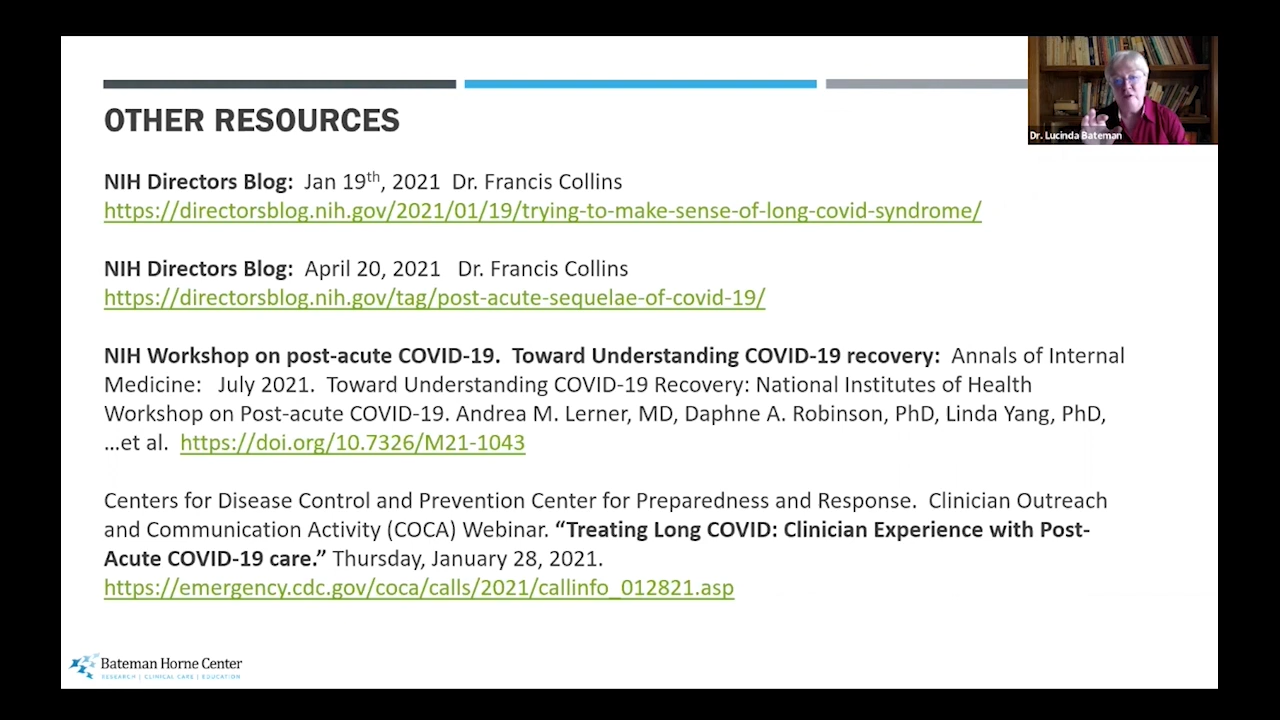 OTHER RESOURCES
Dr. Lucinda Bateman
NIH Directors Blog: Jan 19th, 2021 Dr. Francis Collins
https://directorsblog.nih.gov/2021/01/19/trying-to-make-sense-of-long-covid-syndrome/
NIH Directors Blog: April 20, 2021 Dr. Francis Collins
https://directorsblog.nih.gov/tag/post-acute-sequelae-of-covid-19/
NIH Workshop on post-acute COVID-19. Toward Understanding COVID-19 recovery: Annals of Internal
Medicine: July 2021. Toward Understanding COVID-19 Recovery: National Institutes of Health
Workshop on Post-acute COVID-19. Andrea M. Lerner, MD, Daphne A. Robinson, PhD, Linda Yang, PhD,
…et al. https://doi.org/10.7326/M21-1043
Centers for Disease Control and Prevention Center for Preparedness and Response. Clinician Outreach
and Communication Activity (COCA) Webinar. “Treating Long COVID: Clinician Experience with Post-
Acute COVID-19 care.” Thursday, January 28, 2021.
https://emergency.cdc.gov/coca/calls/2021/callinfo_012821.asp
Bateman Horne Center
RESEARCH | CLINICAL CARE | EDUCATION